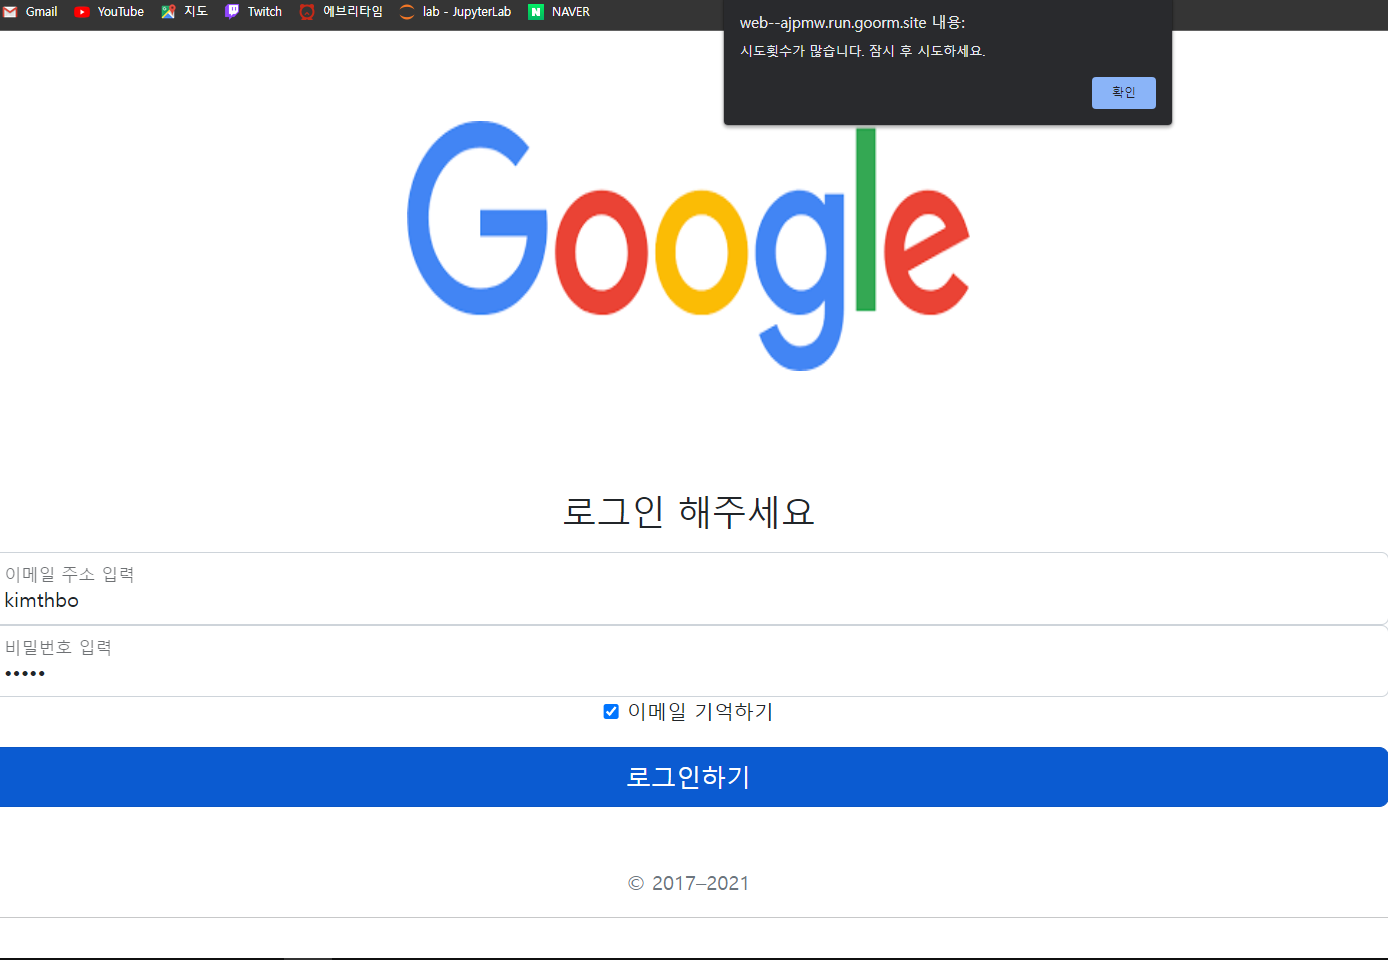 Gmail YouTube 지도 Twitch 에브리타임 lab - JupyterLab NAVER
web--ajpmw.run.goorm.site 내용:
시도횟수가 많습니다. 잠시 후 시도하세요.
확인
Google
로그인 해주세요
이메일 주소 입력
kimthbo
비밀번호 입력
•••••
이메일 기억하기
로그인하기
© 2017–2021